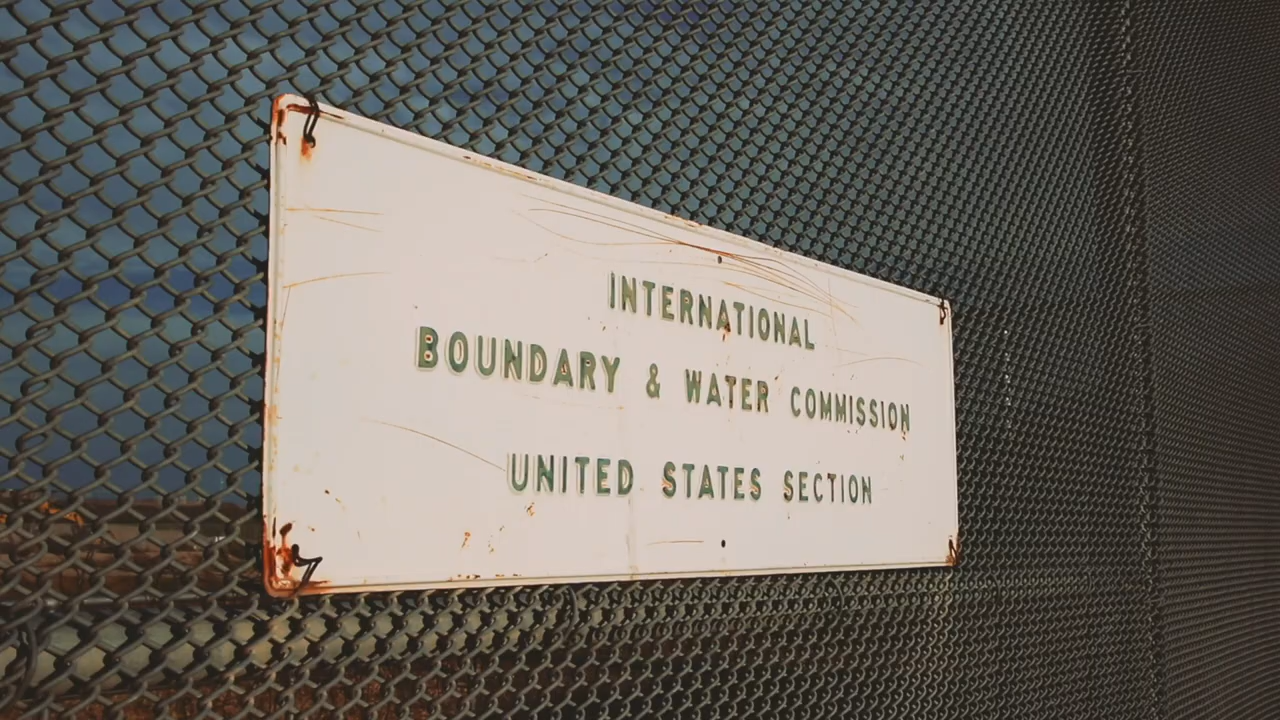 INTERNATIONAL
BOUNDARY & WATER COMMISSION
UNITED STATES SECTION